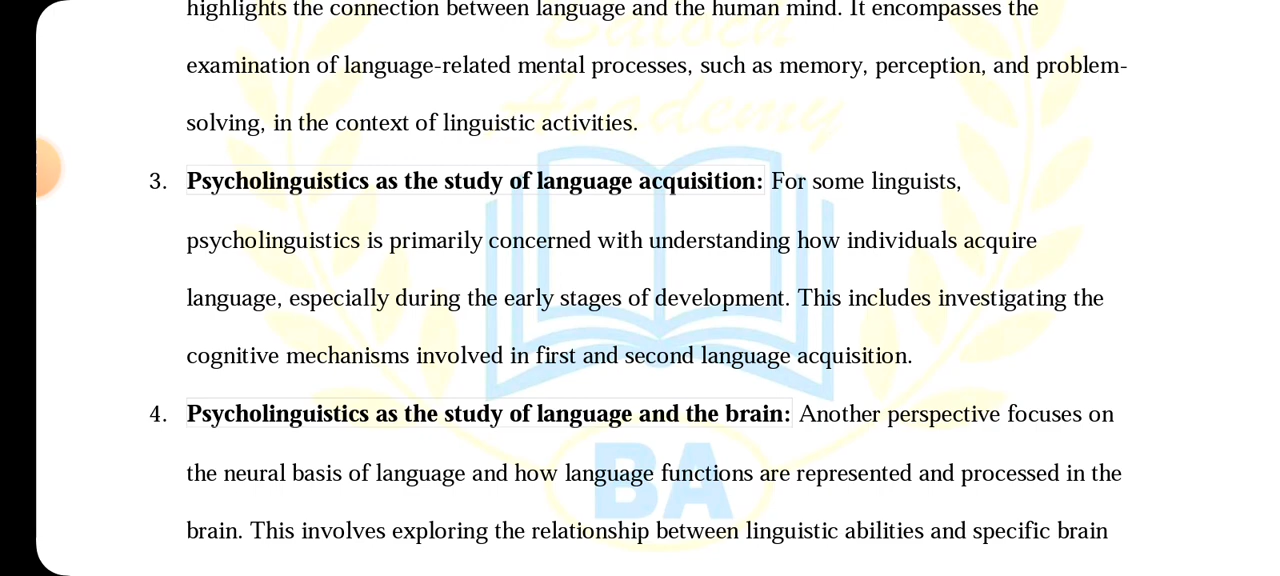 highlights the connection between language and the human mind. It encompasses the
examination of language-related mental processes, such as memory, perception, and problem-
solving, in the context of linguistic activities.
3. Psycholinguistics as the study of language acquisition: For some linguists,
psycholinguistics is primarily concerned with understanding how individuals acquire
language, especially during the early stages of development. This includes investigating the
cognitive mechanisms involved in first and second language acquisition.
4. Psycholinguistics as the study of language and the brain: Another perspective focuses on
the neural basis of language and how language functions are represented and processed in the
brain. This involves exploring the relationship between linguistic abilities and specific brain
Baloch
Academy
BA